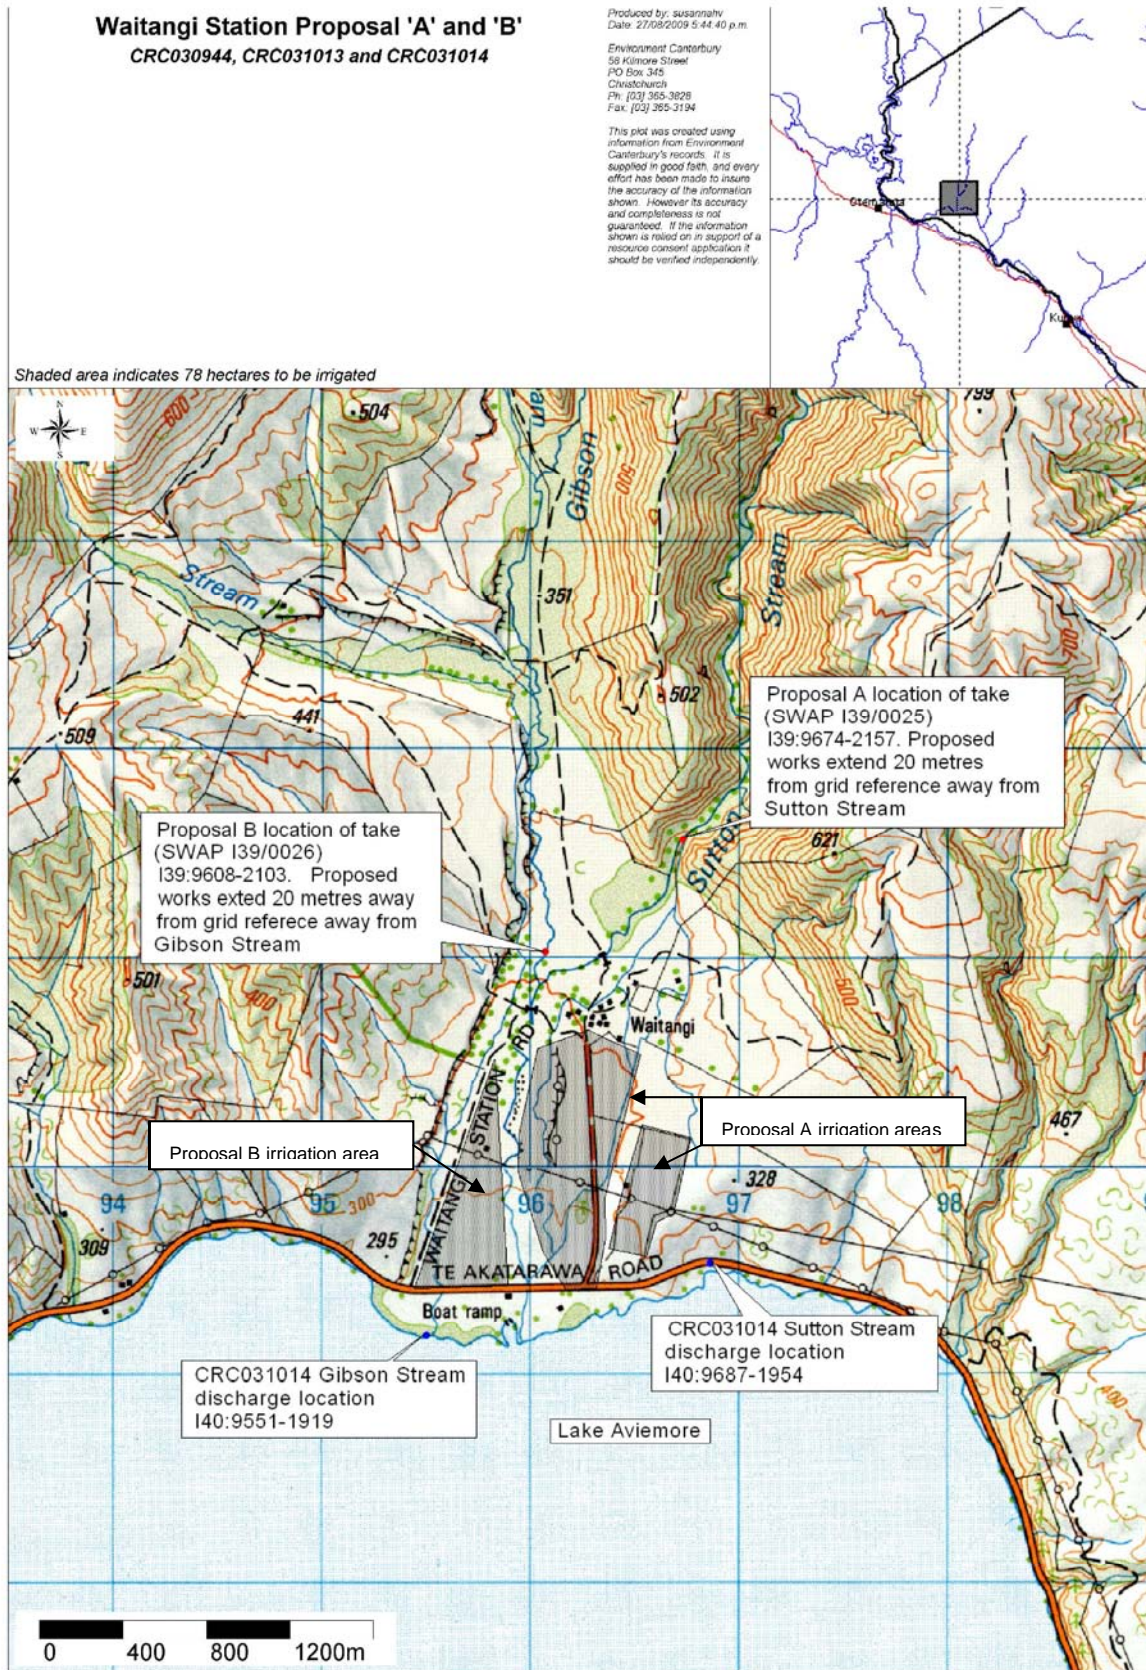 Waitangi Station Proposal 'A' and 'B'
CRC030944, CRC031013 and CRC031014
Produced by: susannahv
Date: 27/08/2009 5:44:40 p.m.
Environment Canterbury
58 Kilmore Street
PO Box 345
Christchurch
Ph: [03] 365-3828
Fax: [03] 365-3194
This plot was created using
information from Environment
Canterbury's records. It is
supplied in good faith, and every
effort has been made to insure
the accuracy of the information
shown. However its accuracy
and completeness is not
guaranteed. If the information
shown is relied on in support of a
resource consent application it
should be verified independently.
Shaded area indicates 78 hectares to be irrigated
N
W E
S
600
504
799
Gibson
500
Stream
Stream
351
700
502
441
509
Proposal A location of take
(SWAP I39/0025)
I39:9674-2157. Proposed
works extend 20 metres
from grid reference away from
Sutton Stream
Sutton
621
Proposal B location of take
(SWAP I39/0026)
I39:9608-2103. Proposed
works exted 20 metres away
from grid referece away from
Gibson Stream
501
400
500
Waitangi
WAITANGI STATION RD
467
Proposal B irrigation area
Proposal A irrigation areas
328
94
95
96
97
98
300
309
295
TE AKATARAWA ROAD
Boat ramp
CRC031014 Gibson Stream
discharge location
I40:9551-1919
CRC031014 Sutton Stream
discharge location
I40:9687-1954
Lake Aviemore
400
0 400 800 1200m